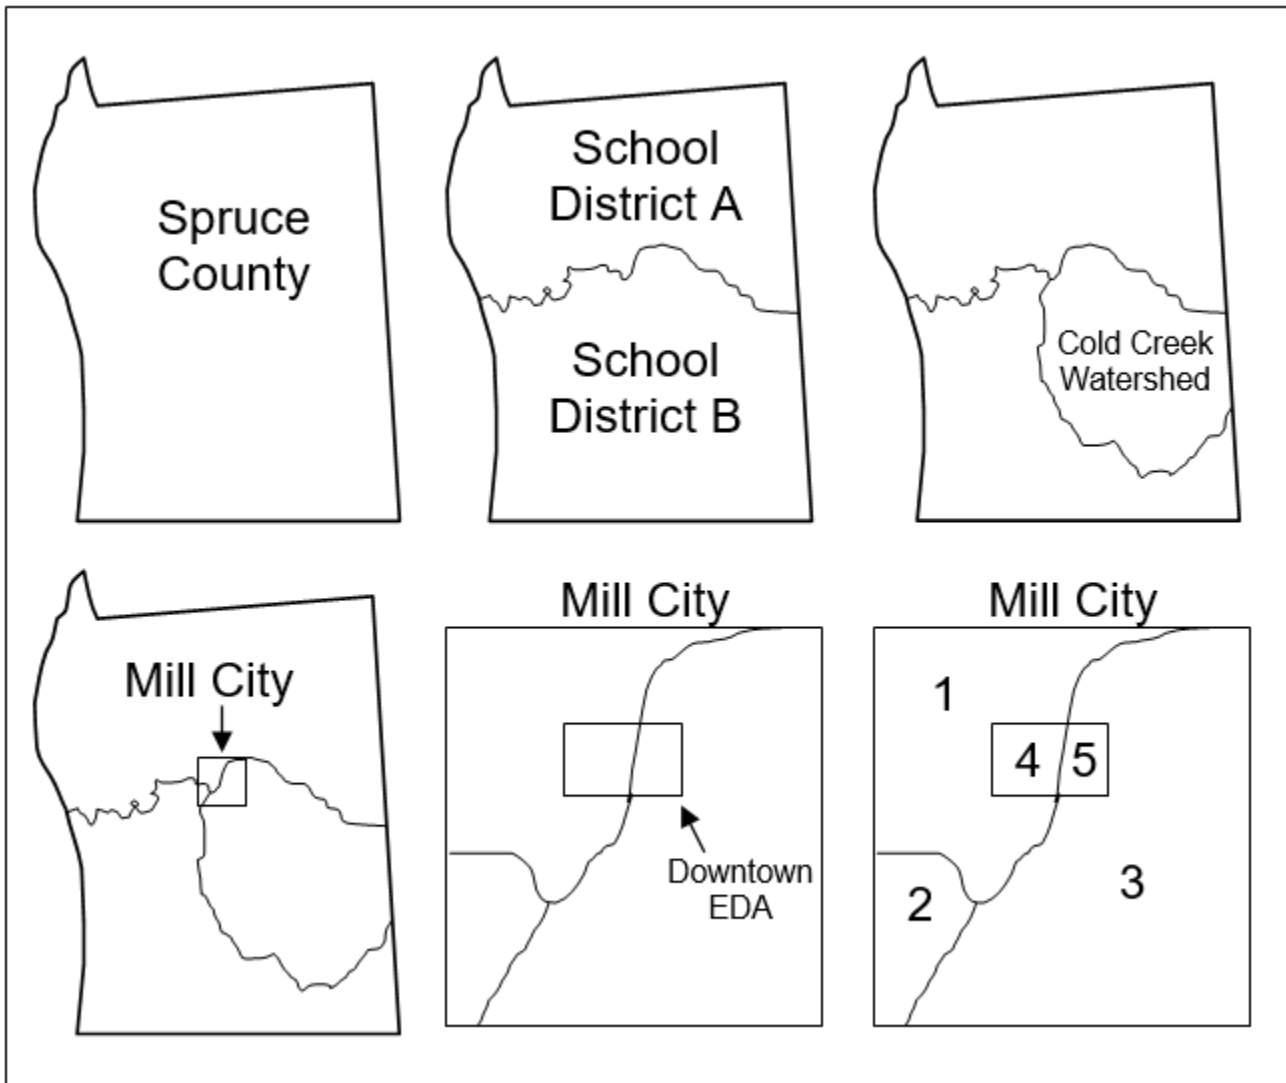 Spruce
County
School
District A
School
District B
Cold Creek
Watershed
Mill City
Mill City
Downtown
EDA
Mill City
1
4 5
3
2